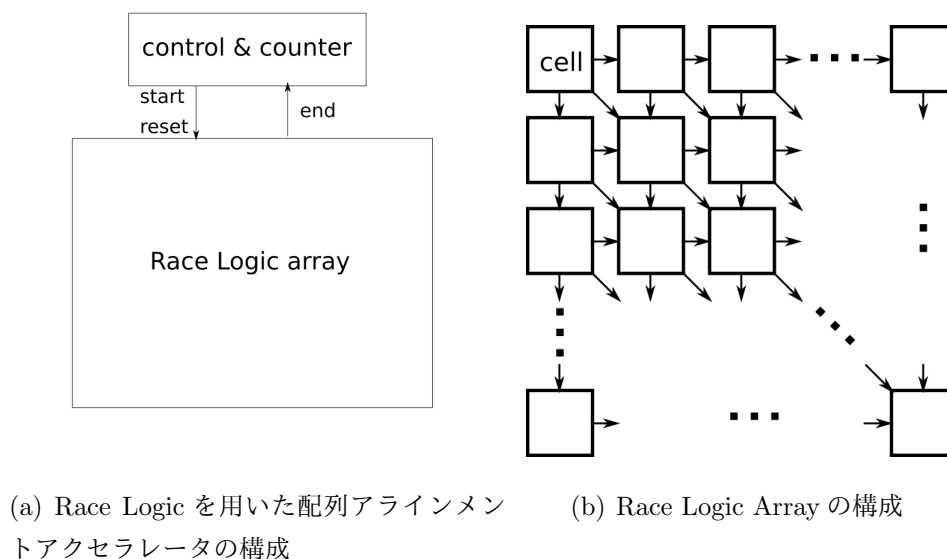 control & counter
start
reset
end
Race Logic array
cell
(a) Race Logic を用いた配列アラインメン
トアクセラレータの構成
(b) Race Logic Array の構成